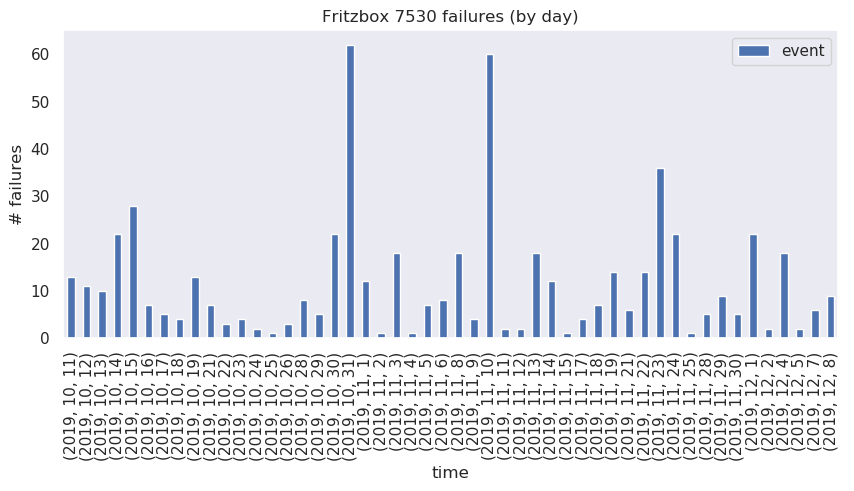 Fritzbox 7530 failures (by day)
event
# failures
60
50
40
30
20
10
0
(2019, 10, 11)
(2019, 10, 12)
(2019, 10, 13)
(2019, 10, 14)
(2019, 10, 15)
(2019, 10, 16)
(2019, 10, 17)
(2019, 10, 18)
(2019, 10, 19)
(2019, 10, 21)
(2019, 10, 22)
(2019, 10, 23)
(2019, 10, 24)
(2019, 10, 25)
(2019, 10, 26)
(2019, 10, 28)
(2019, 10, 29)
(2019, 10, 30)
(2019, 10, 31)
(2019, 11, 1)
(2019, 11, 2)
(2019, 11, 3)
(2019, 11, 4)
(2019, 11, 5)
(2019, 11, 6)
(2019, 11, 8)
(2019, 11, 9)
(2019, 11, 10)
(2019, 11, 11)
(2019, 11, 12)
(2019, 11, 13)
(2019, 11, 14)
(2019, 11, 15)
(2019, 11, 17)
(2019, 11, 18)
(2019, 11, 19)
(2019, 11, 21)
(2019, 11, 22)
(2019, 11, 23)
(2019, 11, 24)
(2019, 11, 25)
(2019, 11, 28)
(2019, 11, 29)
(2019, 11, 30)
(2019, 12, 1)
(2019, 12, 2)
(2019, 12, 4)
(2019, 12, 5)
(2019, 12, 7)
(2019, 12, 8)
time